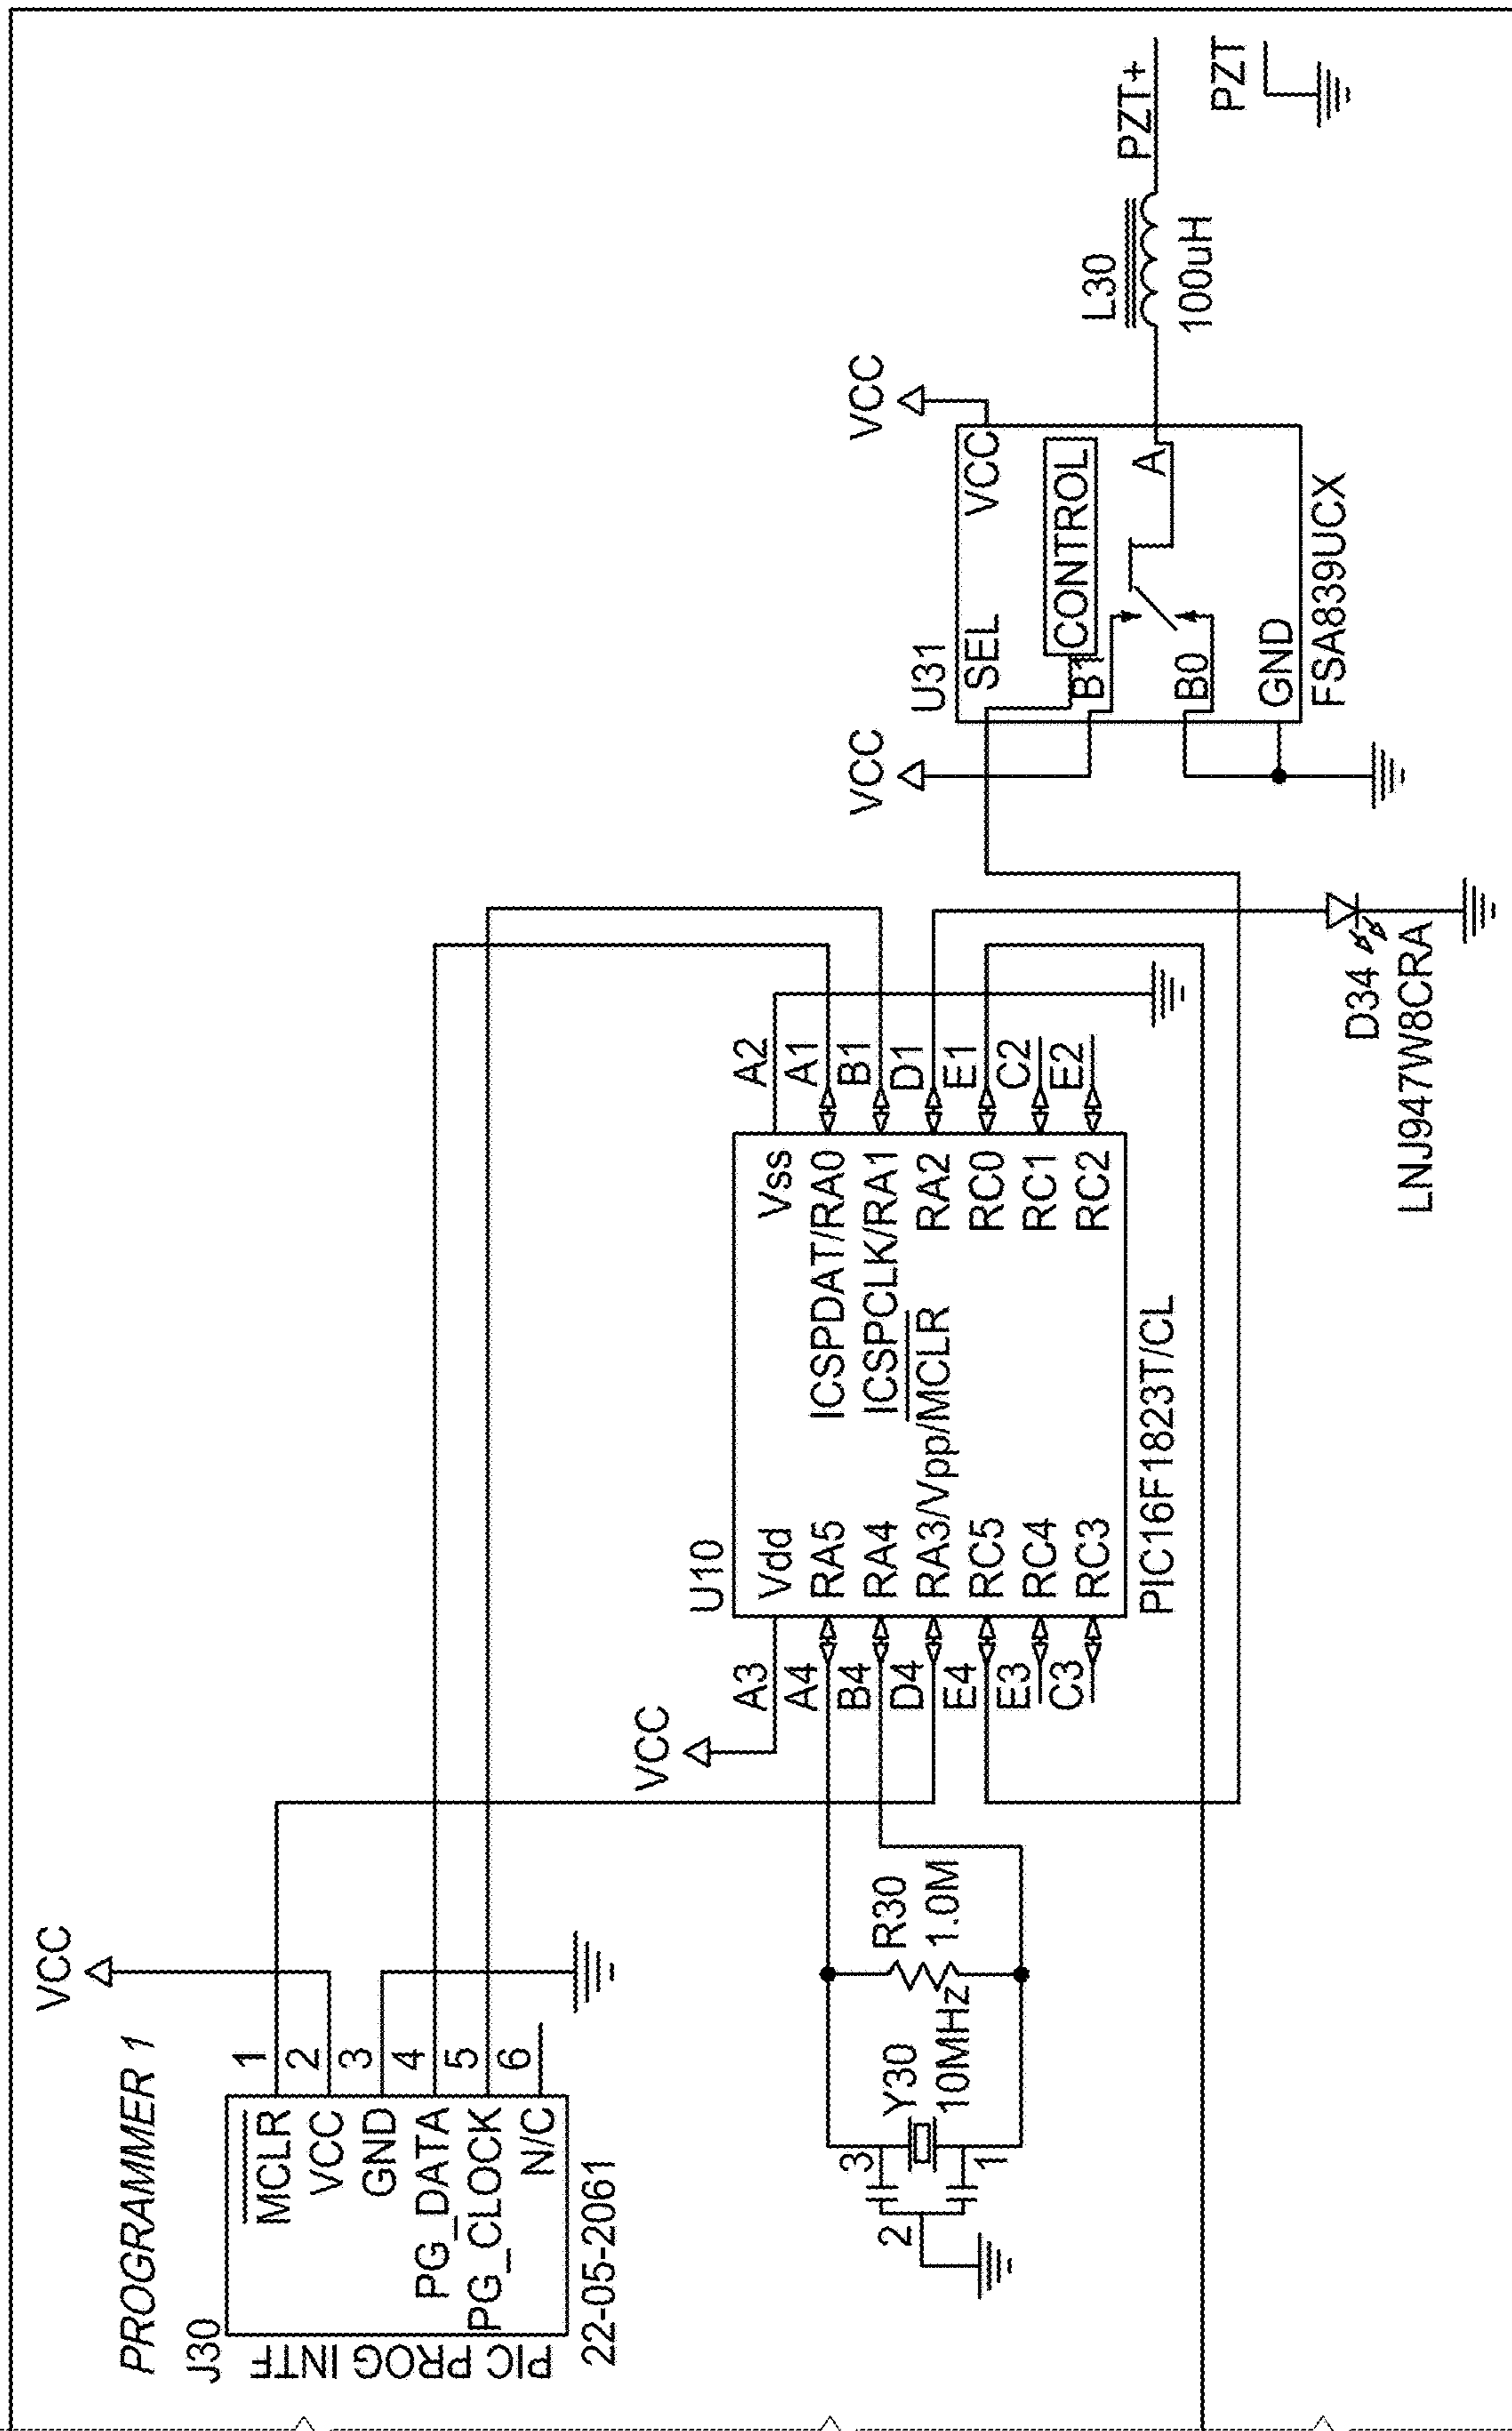 PROGRAMMER 1
J30
PIC PROG INTF
MCLR
VCC
GND
PG_DATA
PG_CLOCK
N/C
1
2
3
4
5
6
22-05-2061
VCC
3
2
1
Y30
10MHz
R30
1.0M
VCC
A3
A4
B4
D4
E4
E3
C3
U10
Vdd
RA5
RA4
RA3/Vpp/MCLR
RC5
RC4
RC3
Vss
ICSPDAT/RA0
ICSPCLK/RA1
RA2
RC0
RC1
RC2
PIC16F1823T/CL
A2
A1
B1
D1
E1
C2
E2
D34
LNJ947W8CRA
VCC
U31
SEL
VCC
CONTROL
B1
A
B0
GND
FSA839UCX
VCC
L30
100uH
PZT+
PZT